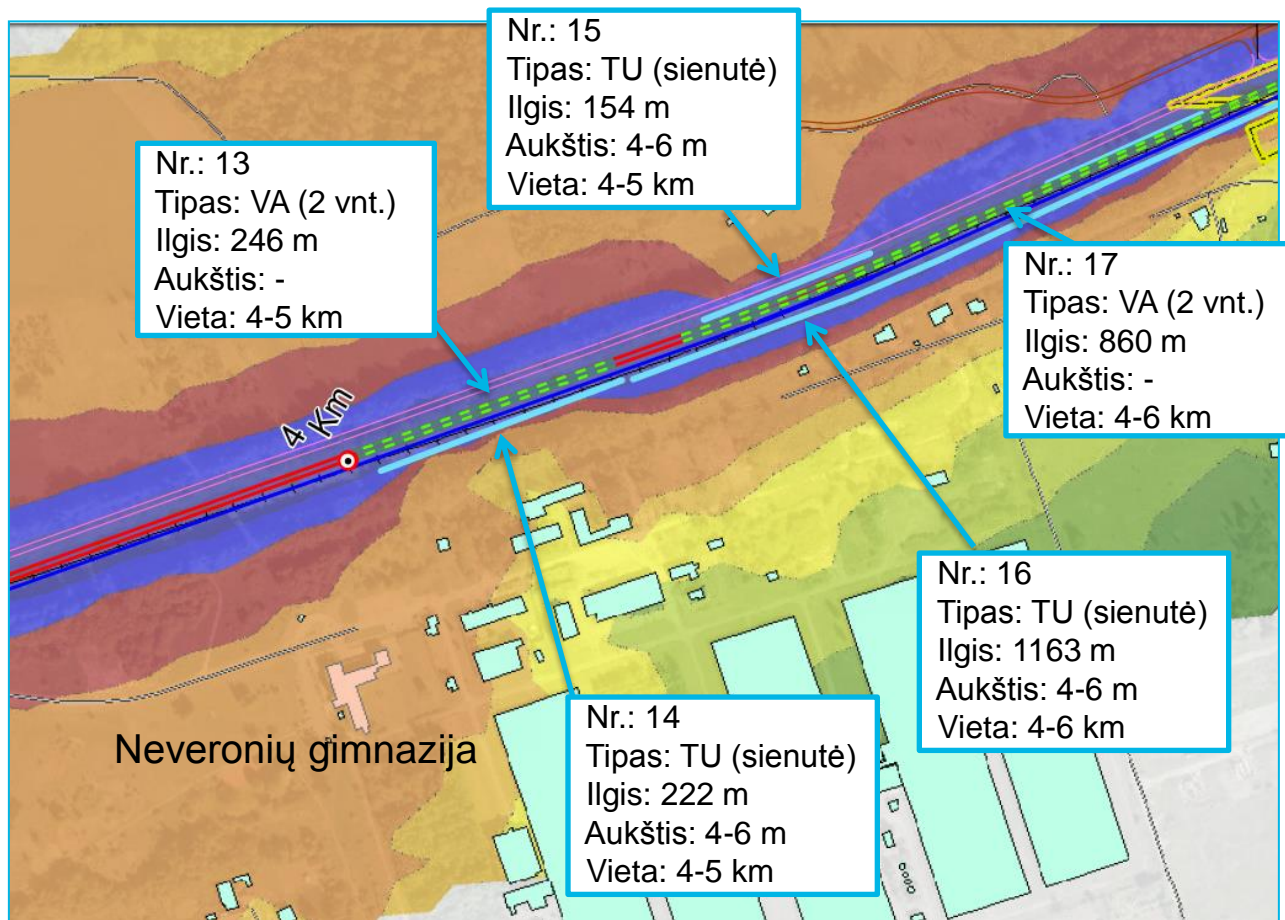 Nr.: 15
Tipas: TU (sienutė)
Ilgis: 154 m
Aukštis: 4-6 m
Vieta: 4-5 km
Nr.: 13
Tipas: VA (2 vnt.)
Ilgis: 246 m
Aukštis: -
Vieta: 4-5 km
Nr.: 17
Tipas: VA (2 vnt.)
Ilgis: 860 m
Aukštis: -
Vieta: 4-6 km
4
Km
Nr.: 16
Tipas: TU (sienutė)
Ilgis: 1163 m
Aukštis: 4-6 m
Vieta: 4-6 km
Neveronių gimnazija
Nr.: 14
Tipas: TU (sienutė)
Ilgis: 222 m
Aukštis: 4-6 m
Vieta: 4-5 km